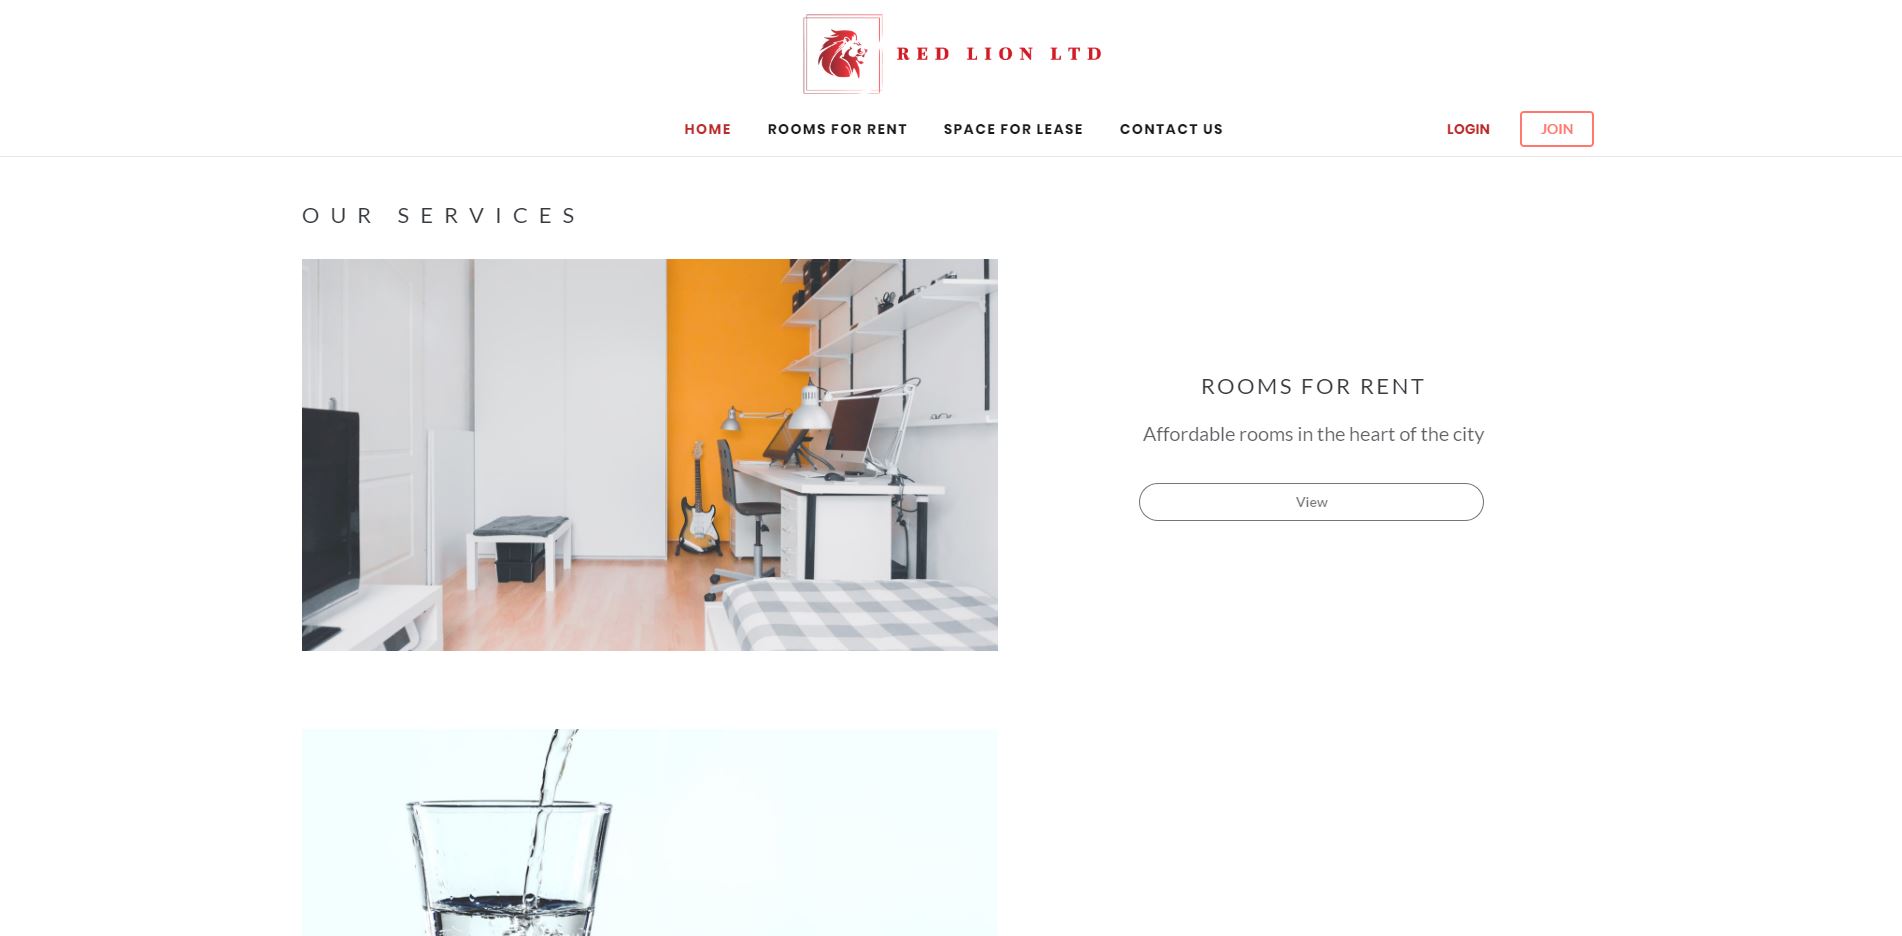 RED LION LTD
HOME ROOMS FOR RENT SPACE FOR LEASE CONTACT US LOGIN JOIN
OUR SERVICES
ROOMS FOR RENT
Affordable rooms in the heart of the city
View